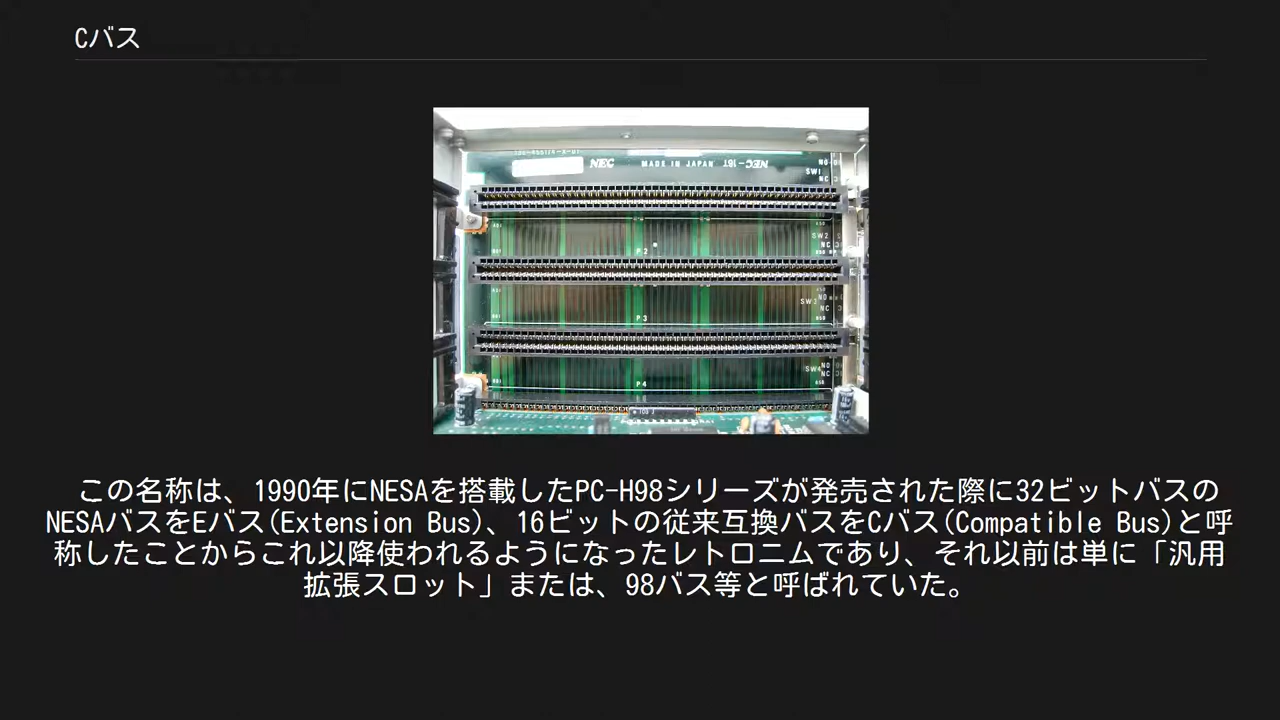 Cバス
NEC MADE IN JAPAN
SW1
SW2
P2
SW3
P3
SW4
P4
この名称は、1990年にNESAを搭載したPC-H98シリーズが発売された際に32ビットバスの
NESAバスをEバス(Extension Bus)、16ビットの従来互換バスをCバス(Compatible Bus)と呼
称したことからこれ以降使われるようになったレトロニムであり、それ以前は単に「汎用
拡張スロット」または、98バス等と呼ばれていた。